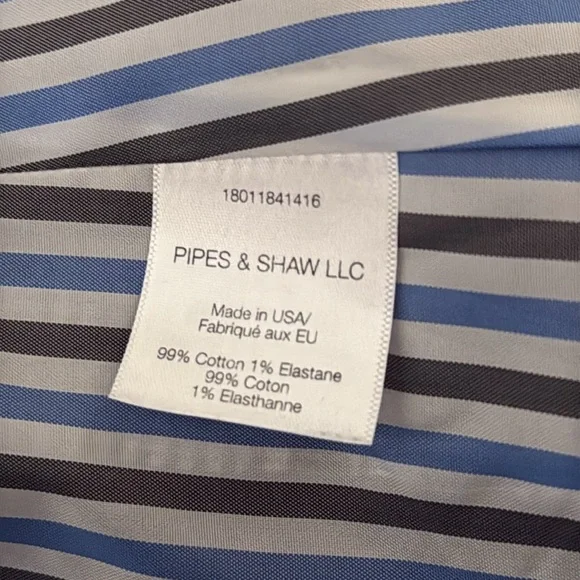 18011841416
PIPES & SHAW LLC
Made in USA/
Fabriqué aux EU
99% Cotton 1% Elastane
99% Coton
1% Elasthanne